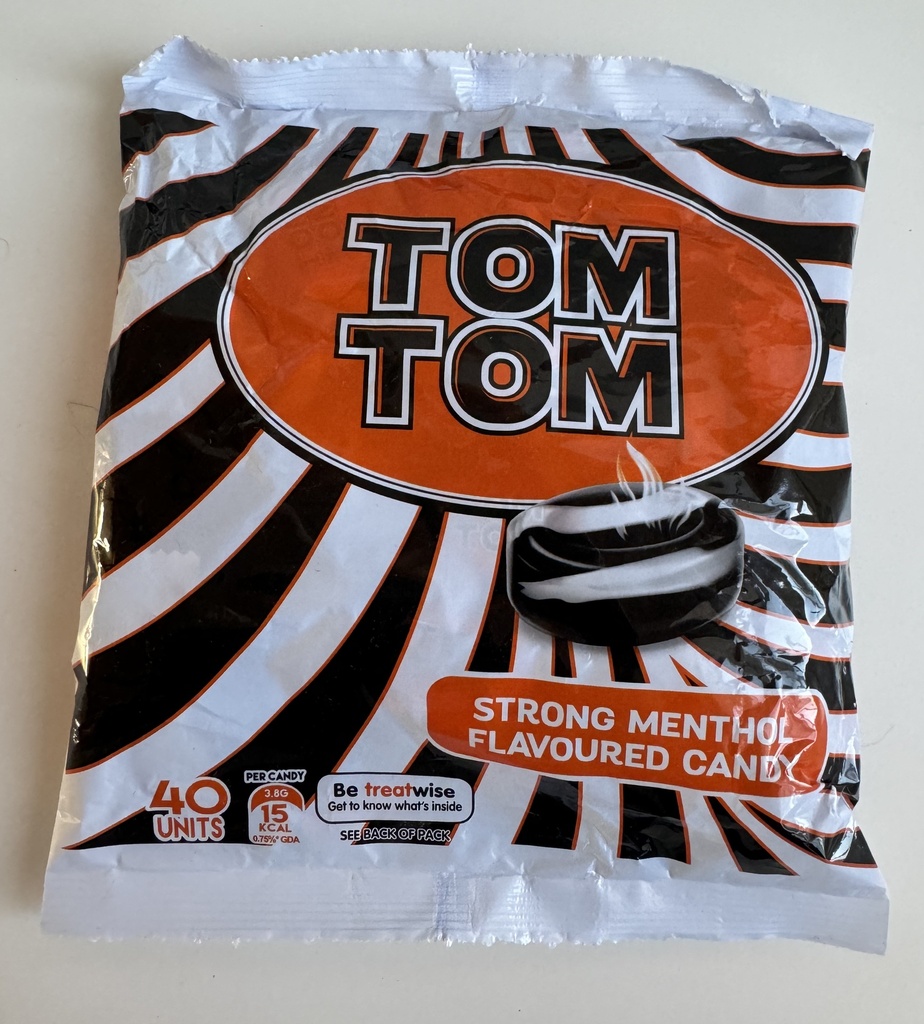 TOM
TOM
STRONG MENTHOL
FLAVOURED CANDY
40
UNITS
PER CANDY
3.8G
15
KCAL
0.75%* GDA
Be treatwise
Get to know what's inside
SEE BACK OF PACK